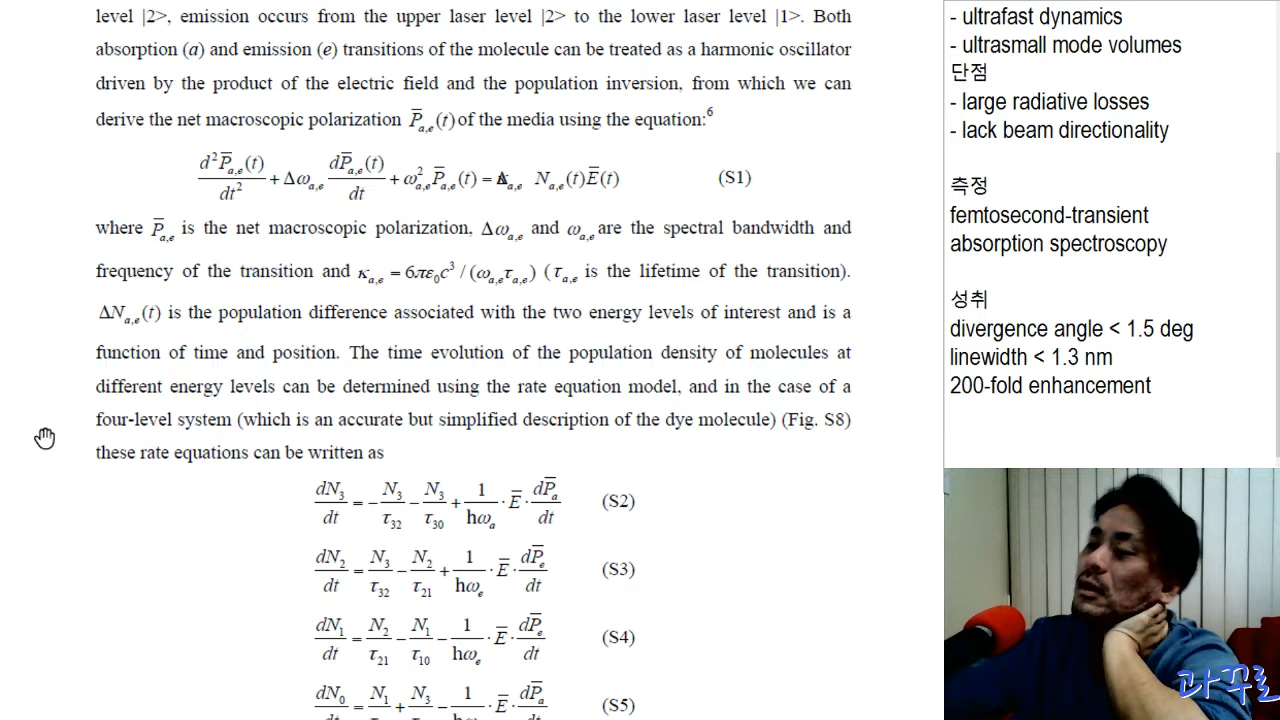 level |2>, emission occurs from the upper laser level |2> to the lower laser level |1>. Both
absorption (a) and emission (e) transitions of the molecule can be treated as a harmonic oscillator
driven by the product of the electric field and the population inversion, from which we can
derive the net macroscopic polarization P̅a,e(t) of the media using the equation:⁶
d²P̅a,e(t)/dt² + Δωa,e dP̅a,e(t)/dt + ω²a,e P̅a,e(t) = κa,e Na,e(t)E̅(t) (S1)
where P̅a,e is the net macroscopic polarization, Δωa,e and ωa,e are the spectral bandwidth and
frequency of the transition and κa,e = 6πε₀c³ / (ωa,eτa,e) (τa,e is the lifetime of the transition).
ΔNa,e(t) is the population difference associated with the two energy levels of interest and is a
function of time and position. The time evolution of the population density of molecules at
different energy levels can be determined using the rate equation model, and in the case of a
four-level system (which is an accurate but simplified description of the dye molecule) (Fig. S8)
these rate equations can be written as
dN₃/dt = −N₃/τ₃₂ − N₃/τ₃₀ + 1/hωa · E̅ · dP̅a/dt (S2)
dN₂/dt = N₃/τ₃₂ − N₂/τ₂₁ + 1/hωe · E̅ · dP̅e/dt (S3)
dN₁/dt = N₂/τ₂₁ − N₁/τ₁₀ − 1/hωe · E̅ · dP̅e/dt (S4)
dN₀/dt = N₁/τ + N₃/τ − 1/hω · E̅ · dP̅a/dt (S5)
- ultrafast dynamics
- ultrasmall mode volumes
단점
- large radiative losses
- lack beam directionality
측정
femtosecond-transient
absorption spectroscopy
성취
divergence angle < 1.5 deg
linewidth < 1.3 nm
200-fold enhancement
과꾸로